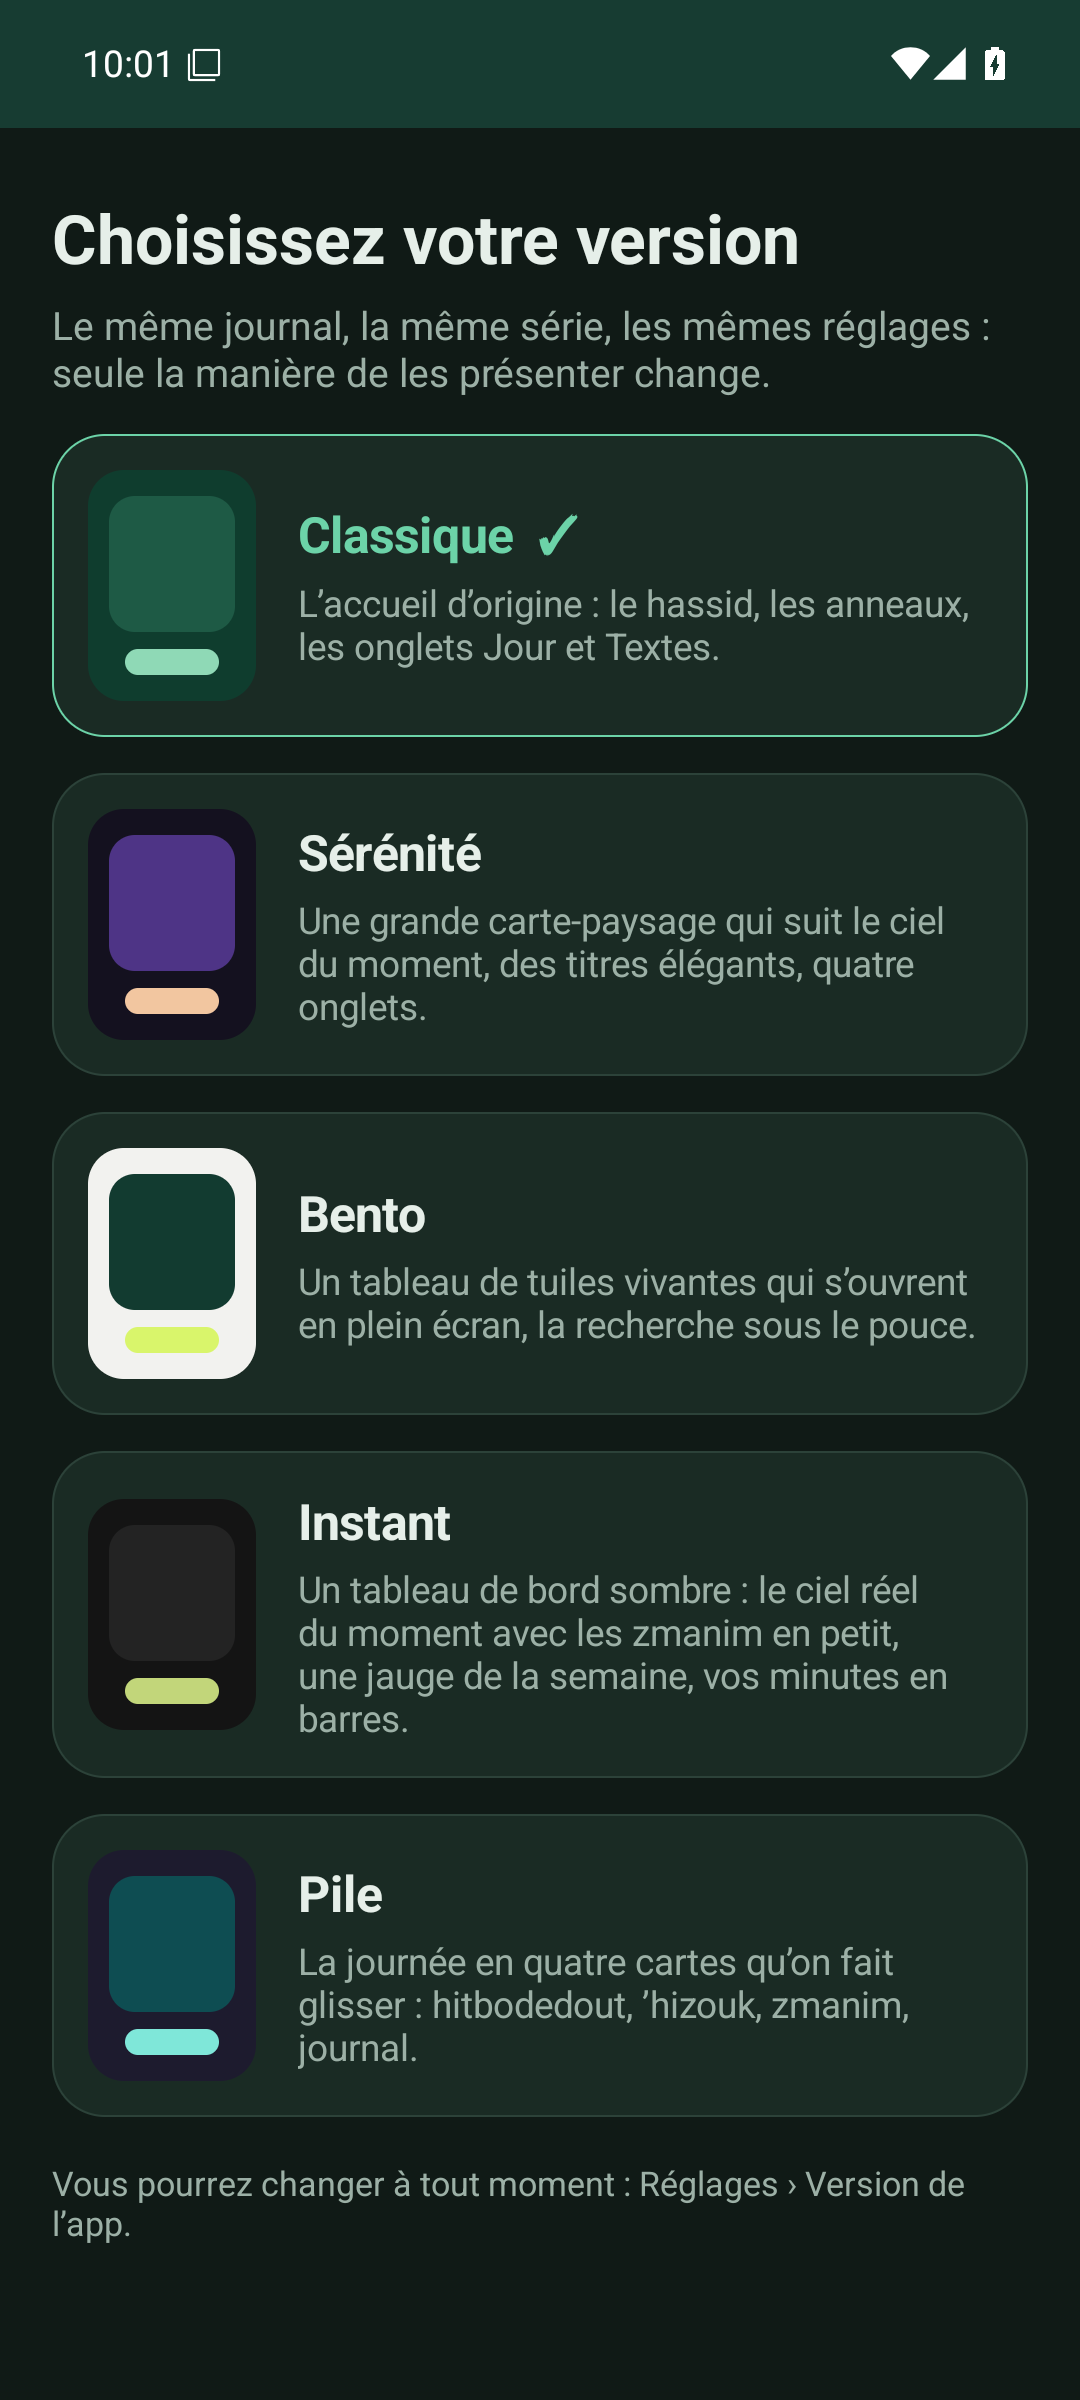 10:01
Choisissez votre version
Le même journal, la même série, les mêmes réglages :
seule la manière de les présenter change.
Classique ✓
L’accueil d’origine : le hassid, les anneaux,
les onglets Jour et Textes.
Sérénité
Une grande carte-paysage qui suit le ciel
du moment, des titres élégants, quatre
onglets.
Bento
Un tableau de tuiles vivantes qui s’ouvrent
en plein écran, la recherche sous le pouce.
Instant
Un tableau de bord sombre : le ciel réel
du moment avec les zmanim en petit,
une jauge de la semaine, vos minutes en
barres.
Pile
La journée en quatre cartes qu’on fait
glisser : hitbodedout, ’hizouk, zmanim,
journal.
Vous pourrez changer à tout moment : Réglages › Version de
l’app.